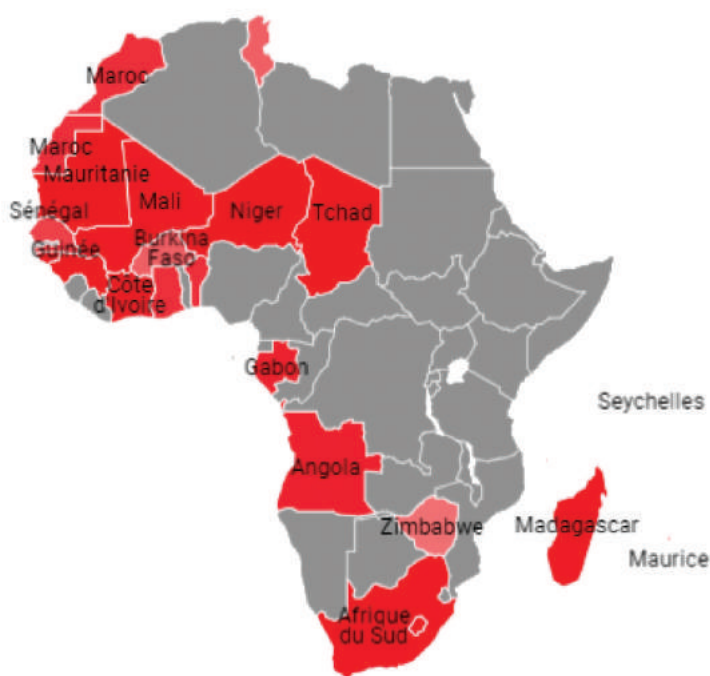 Maroc
Maroc
Mauritanie
Mali
Niger
Tchad
Sénégal
Burkina
Faso
Guinée
Côte
d'Ivoire
Gabon
Seychelles
Angola
Zimbabwe
Madagascar
Maurice
Afrique
du Sud